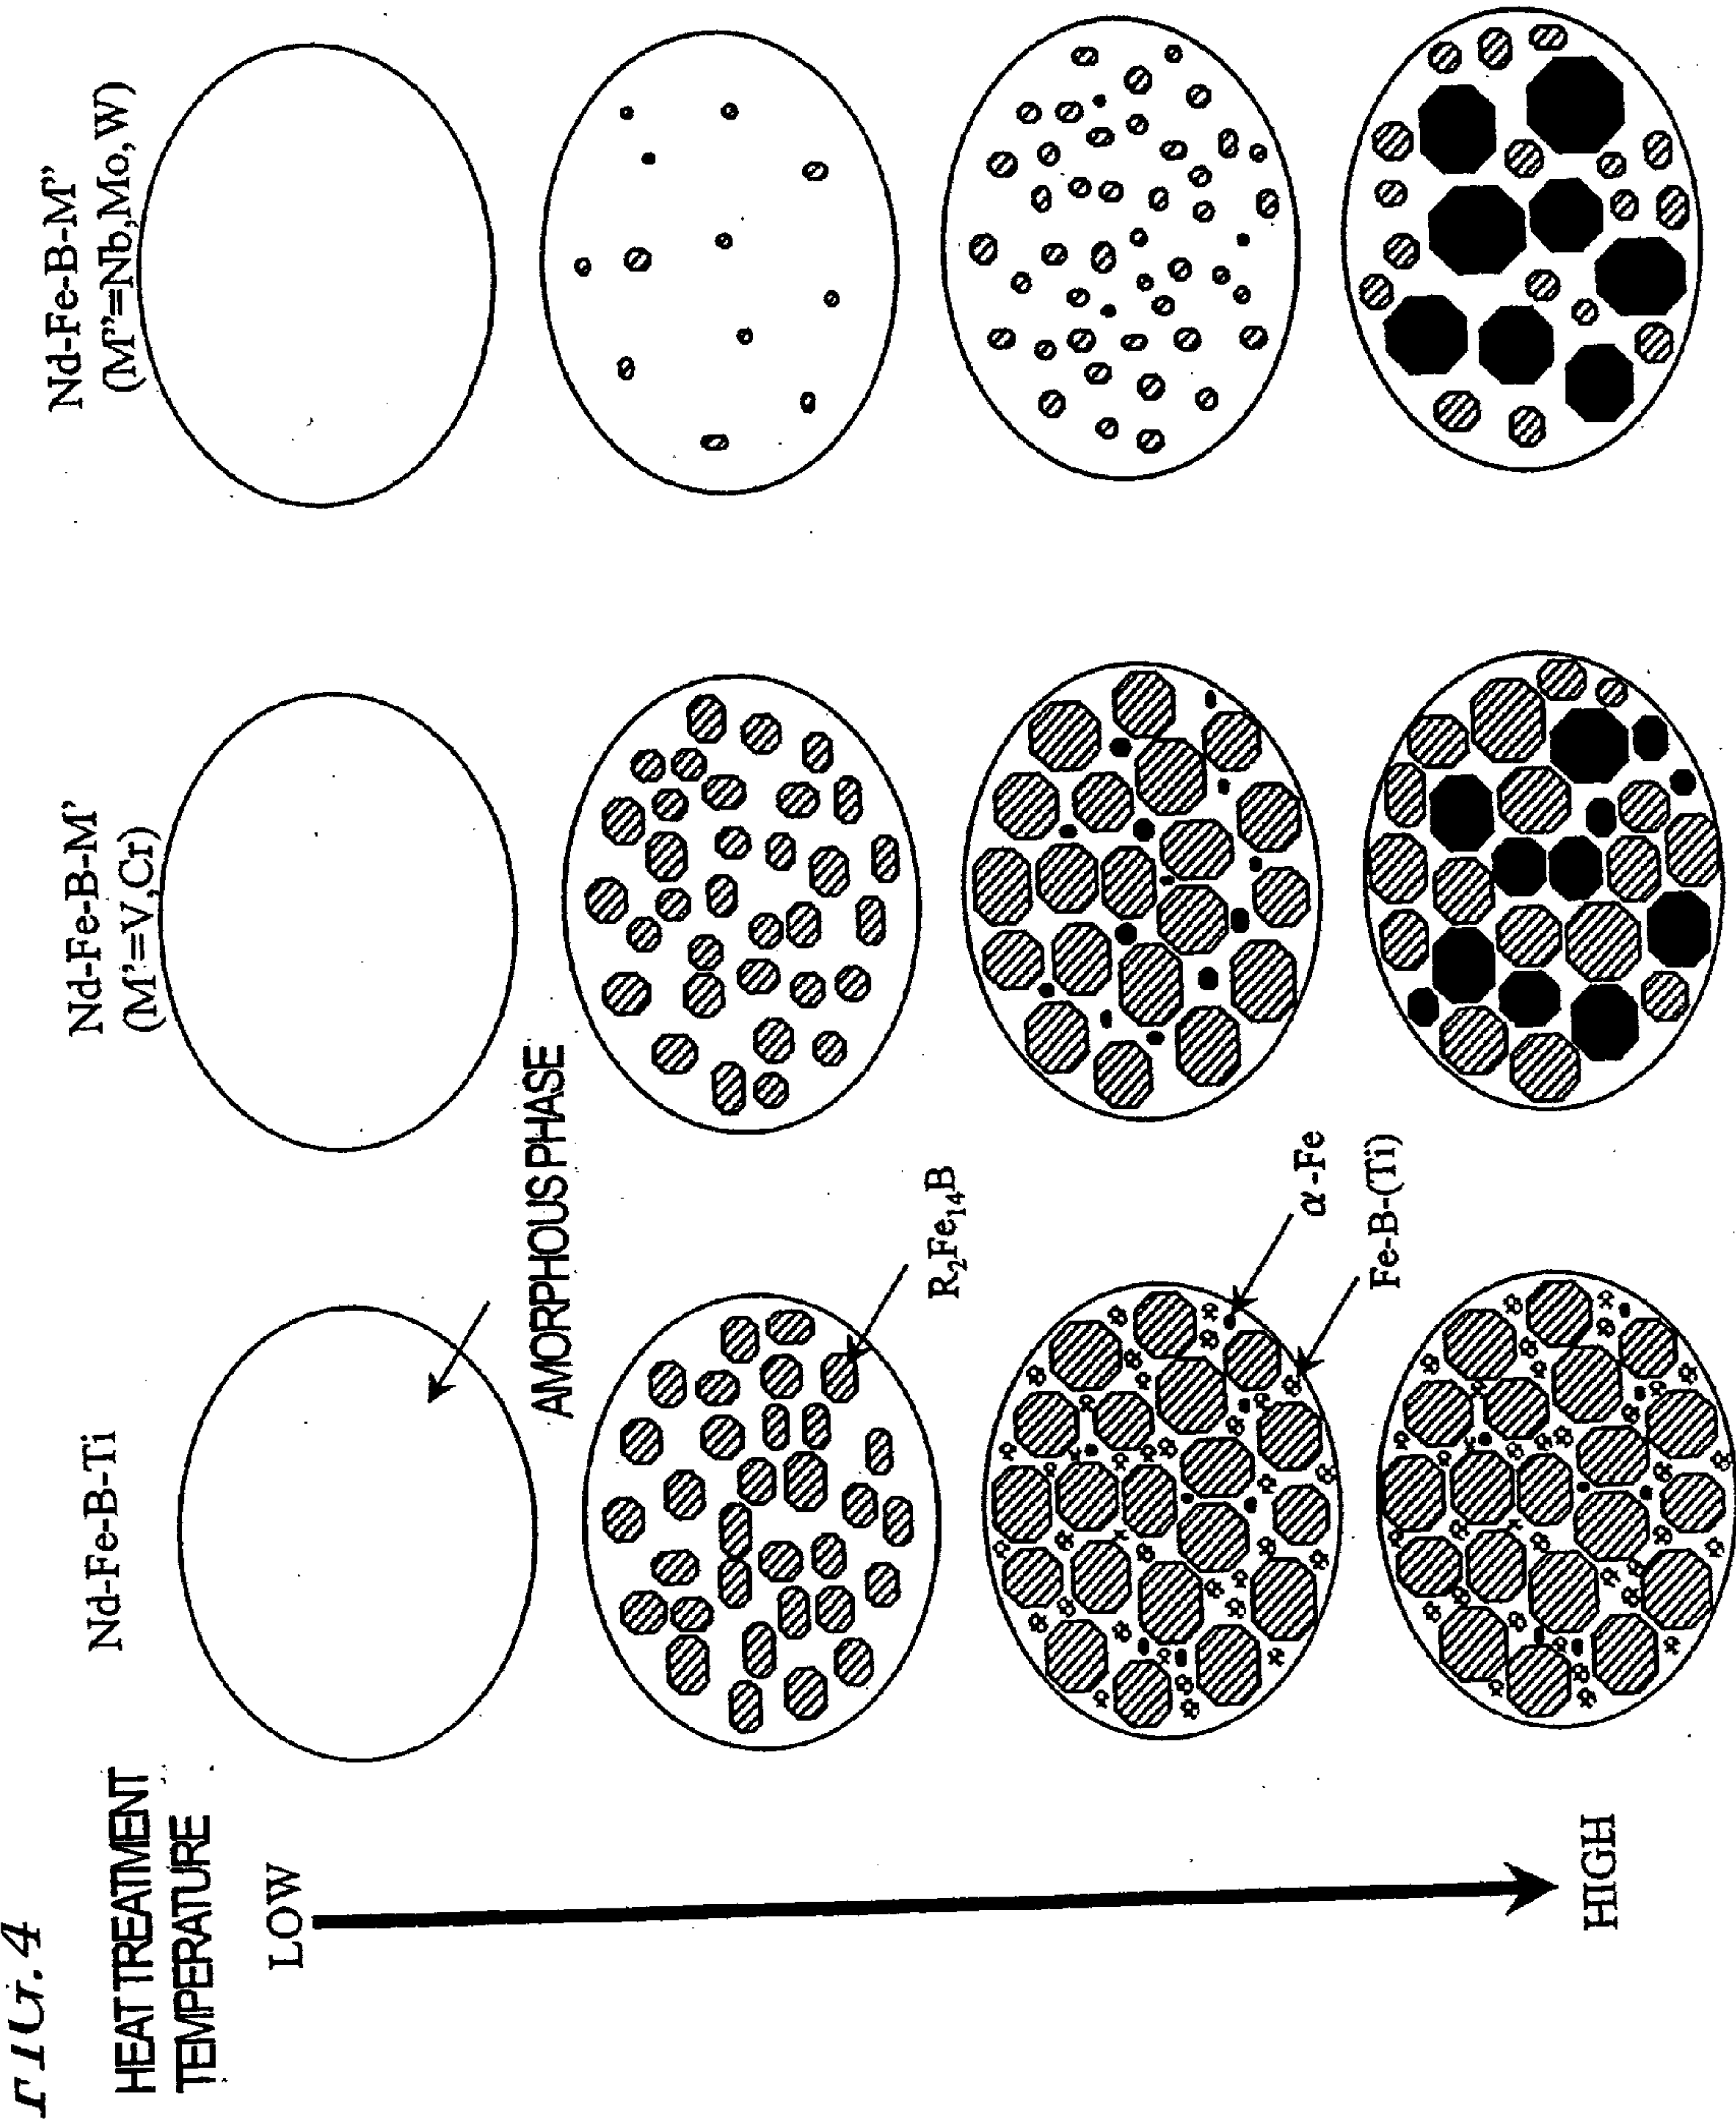 FIG. 4
HEAT TREATMENT
TEMPERATURE
Nd-Fe-B-Ti
Nd-Fe-B-M'
(M'=V,Cr)
Nd-Fe-B-M"
(M"=Nb,Mo,W)
LOW
AMORPHOUS PHASE
R₂Fe₁₄B
α-Fe
Fe-B-(Ti)
HIGH